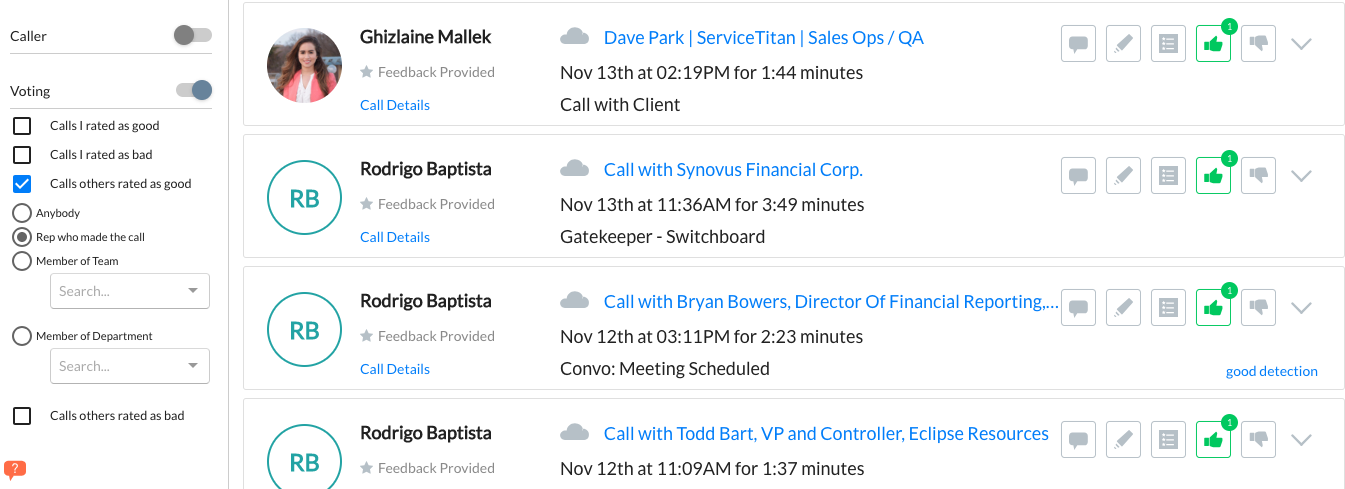 Caller
Voting
Calls I rated as good
Calls I rated as bad
Calls others rated as good
Anybody
Rep who made the call
Member of Team
Search...
Member of Department
Search...
Calls others rated as bad
?
Ghizlaine Mallek
Feedback Provided
Call Details
Dave Park | ServiceTitan | Sales Ops / QA
Nov 13th at 02:19PM for 1:44 minutes
Call with Client
1
RB
Rodrigo Baptista
Feedback Provided
Call Details
Call with Synovus Financial Corp.
Nov 13th at 11:36AM for 3:49 minutes
Gatekeeper - Switchboard
1
RB
Rodrigo Baptista
Feedback Provided
Call Details
Call with Bryan Bowers, Director Of Financial Reporting,...
Nov 12th at 03:11PM for 2:23 minutes
Convo: Meeting Scheduled
1
good detection
RB
Rodrigo Baptista
Feedback Provided
Call with Todd Bart, VP and Controller, Eclipse Resources
Nov 12th at 11:09AM for 1:37 minutes
1